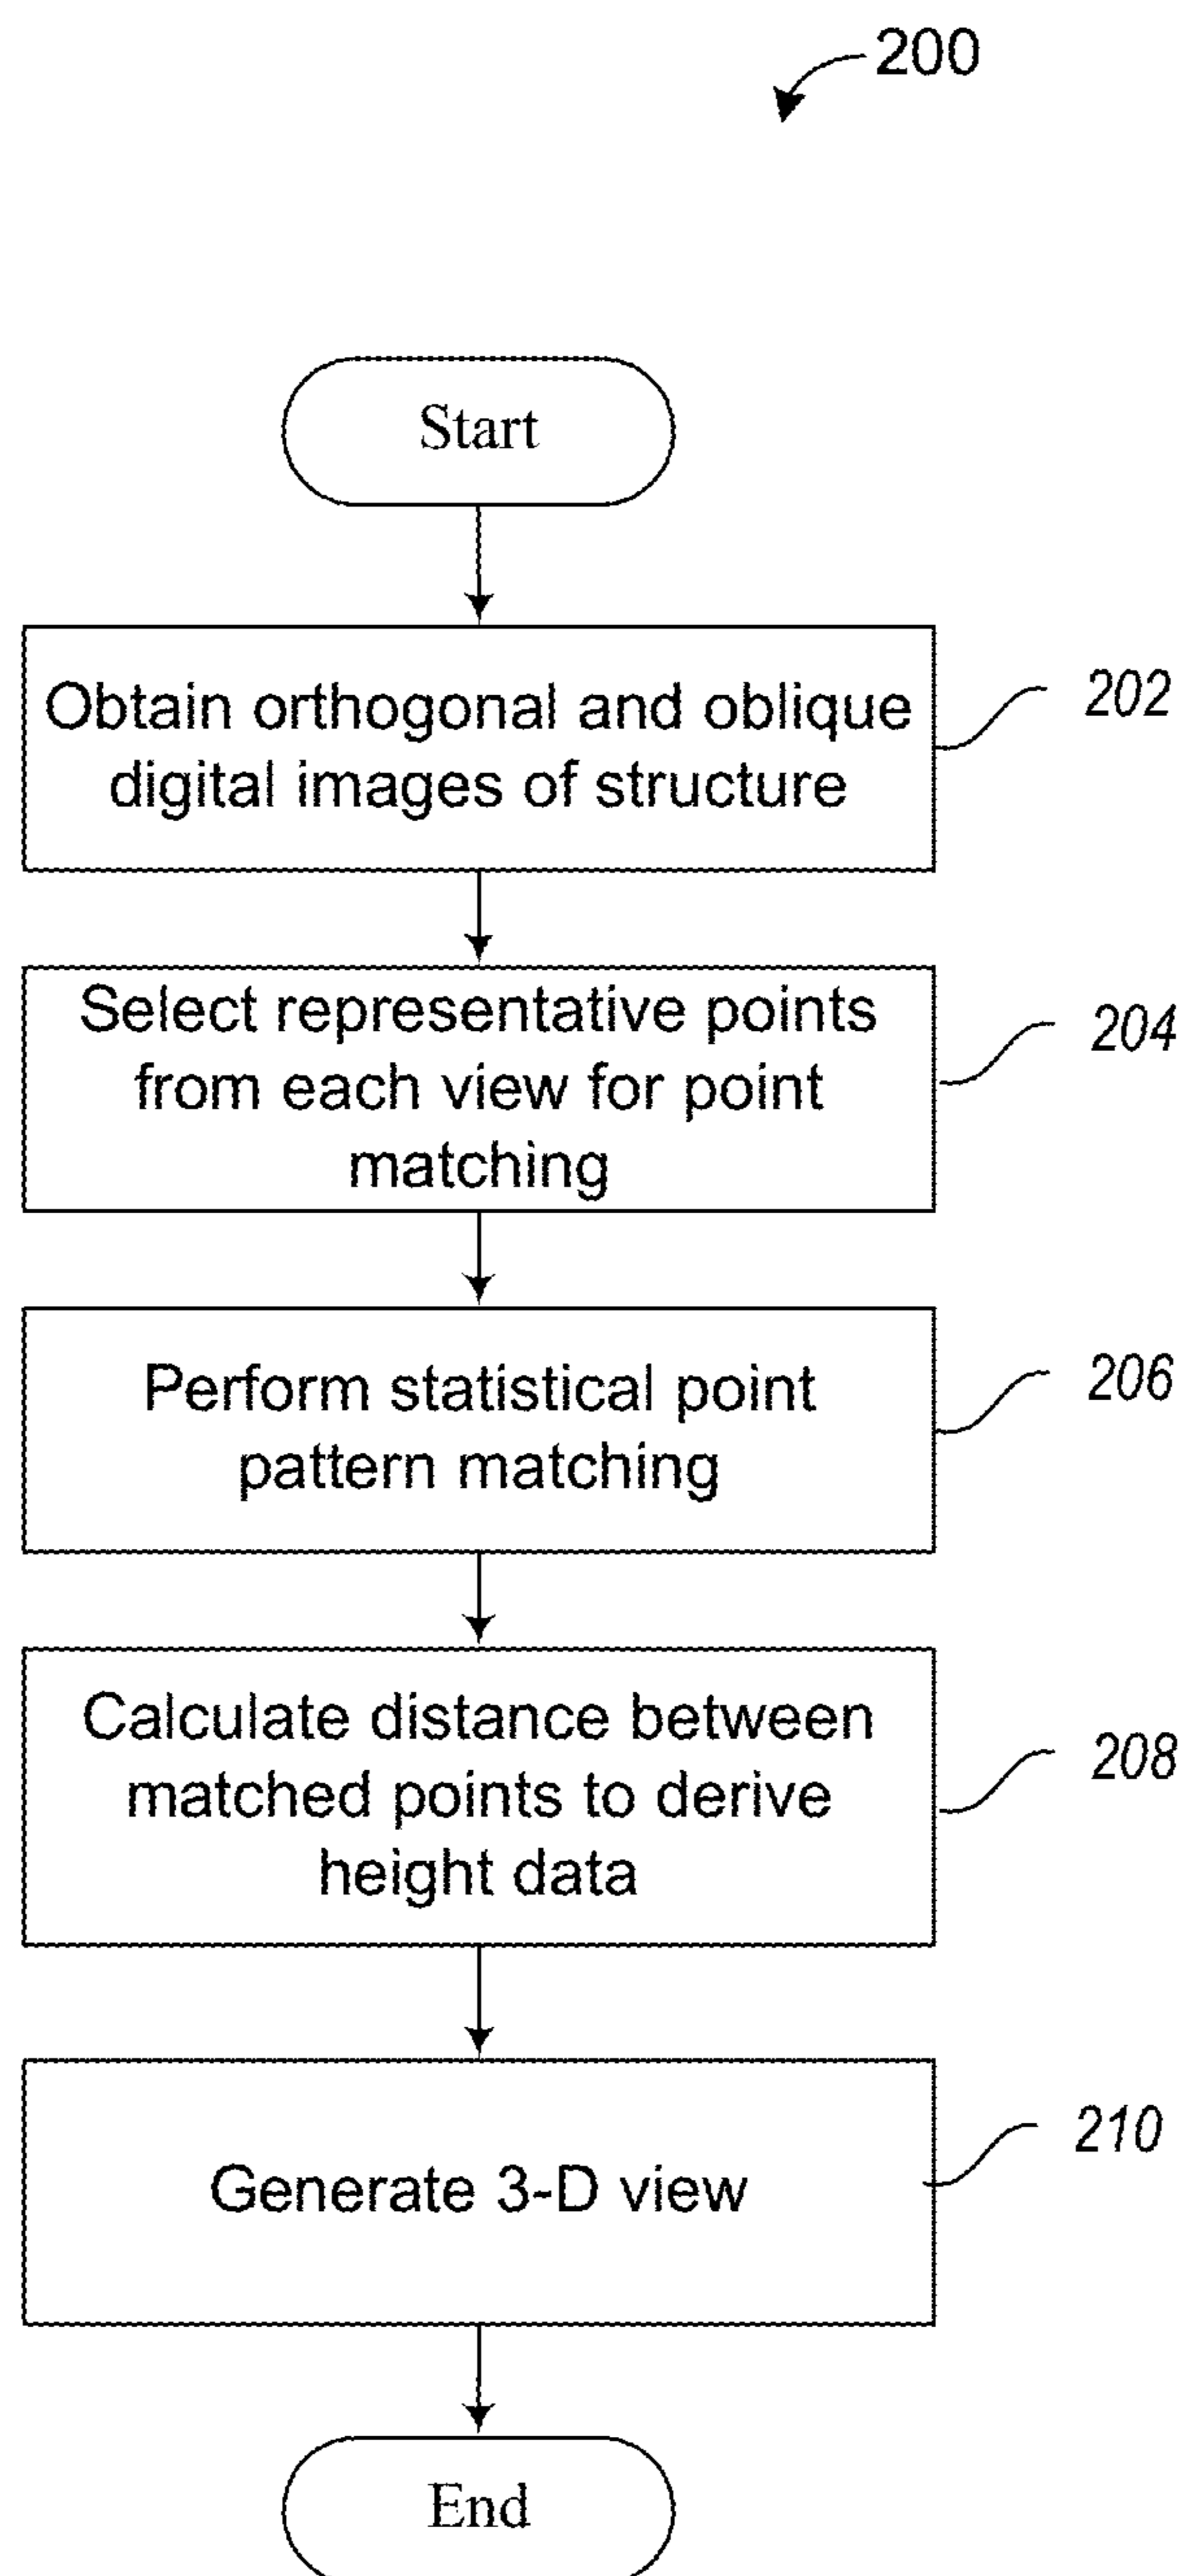 200
Start
Obtain orthogonal and oblique
digital images of structure
202
Select representative points
from each view for point
matching
204
Perform statistical point
pattern matching
206
Calculate distance between
matched points to derive
height data
208
Generate 3-D view
210
End